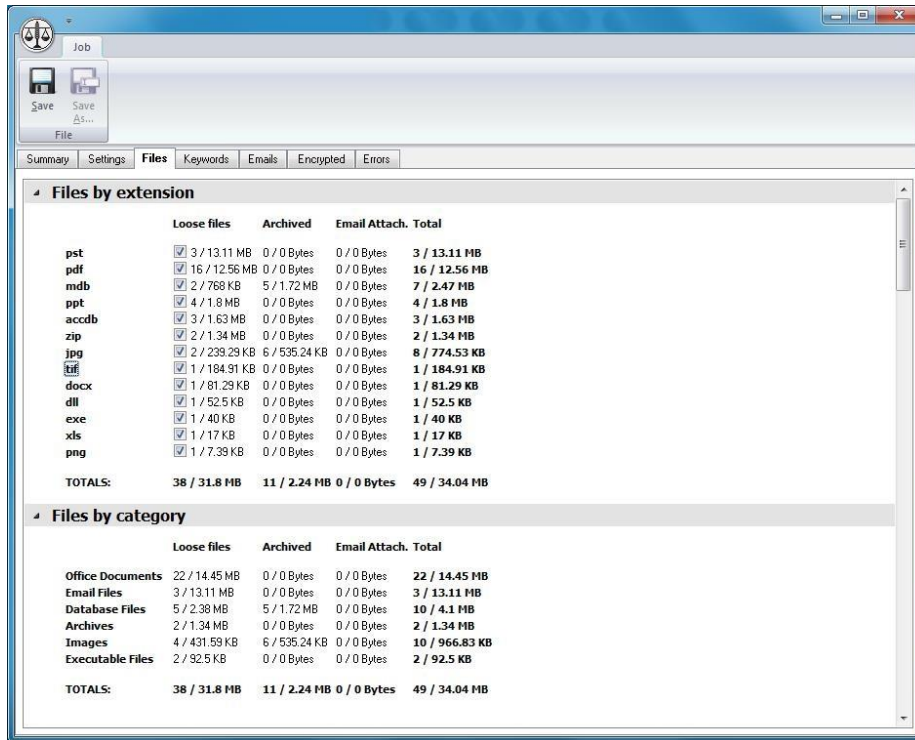 Job
Save
Save As...
File
Summary Settings Files Keywords Emails Encrypted Errors
Files by extension
Loose files Archived Email Attach. Total
pst 3 / 13.11 MB 0 / 0 Bytes 0 / 0 Bytes 3 / 13.11 MB
pdf 16 / 12.56 MB 0 / 0 Bytes 0 / 0 Bytes 16 / 12.56 MB
mdb 2 / 768 KB 5 / 1.72 MB 0 / 0 Bytes 7 / 2.47 MB
ppt 4 / 1.8 MB 0 / 0 Bytes 0 / 0 Bytes 4 / 1.8 MB
accdb 3 / 1.63 MB 0 / 0 Bytes 0 / 0 Bytes 3 / 1.63 MB
zip 2 / 1.34 MB 0 / 0 Bytes 0 / 0 Bytes 2 / 1.34 MB
jpg 2 / 239.29 KB 6 / 535.24 KB 0 / 0 Bytes 8 / 774.53 KB
tif 1 / 184.91 KB 0 / 0 Bytes 0 / 0 Bytes 1 / 184.91 KB
docx 1 / 81.29 KB 0 / 0 Bytes 0 / 0 Bytes 1 / 81.29 KB
dll 1 / 52.5 KB 0 / 0 Bytes 0 / 0 Bytes 1 / 52.5 KB
exe 1 / 40 KB 0 / 0 Bytes 0 / 0 Bytes 1 / 40 KB
xls 1 / 17 KB 0 / 0 Bytes 0 / 0 Bytes 1 / 17 KB
png 1 / 7.39 KB 0 / 0 Bytes 0 / 0 Bytes 1 / 7.39 KB
TOTALS: 38 / 31.8 MB 11 / 2.24 MB 0 / 0 Bytes 49 / 34.04 MB
Files by category
Loose files Archived Email Attach. Total
Office Documents 22 / 14.45 MB 0 / 0 Bytes 0 / 0 Bytes 22 / 14.45 MB
Email Files 3 / 13.11 MB 0 / 0 Bytes 0 / 0 Bytes 3 / 13.11 MB
Database Files 5 / 2.38 MB 5 / 1.72 MB 0 / 0 Bytes 10 / 4.1 MB
Archives 2 / 1.34 MB 0 / 0 Bytes 0 / 0 Bytes 2 / 1.34 MB
Images 4 / 431.59 KB 6 / 535.24 KB 0 / 0 Bytes 10 / 966.83 KB
Executable Files 2 / 92.5 KB 0 / 0 Bytes 0 / 0 Bytes 2 / 92.5 KB
TOTALS: 38 / 31.8 MB 11 / 2.24 MB 0 / 0 Bytes 49 / 34.04 MB